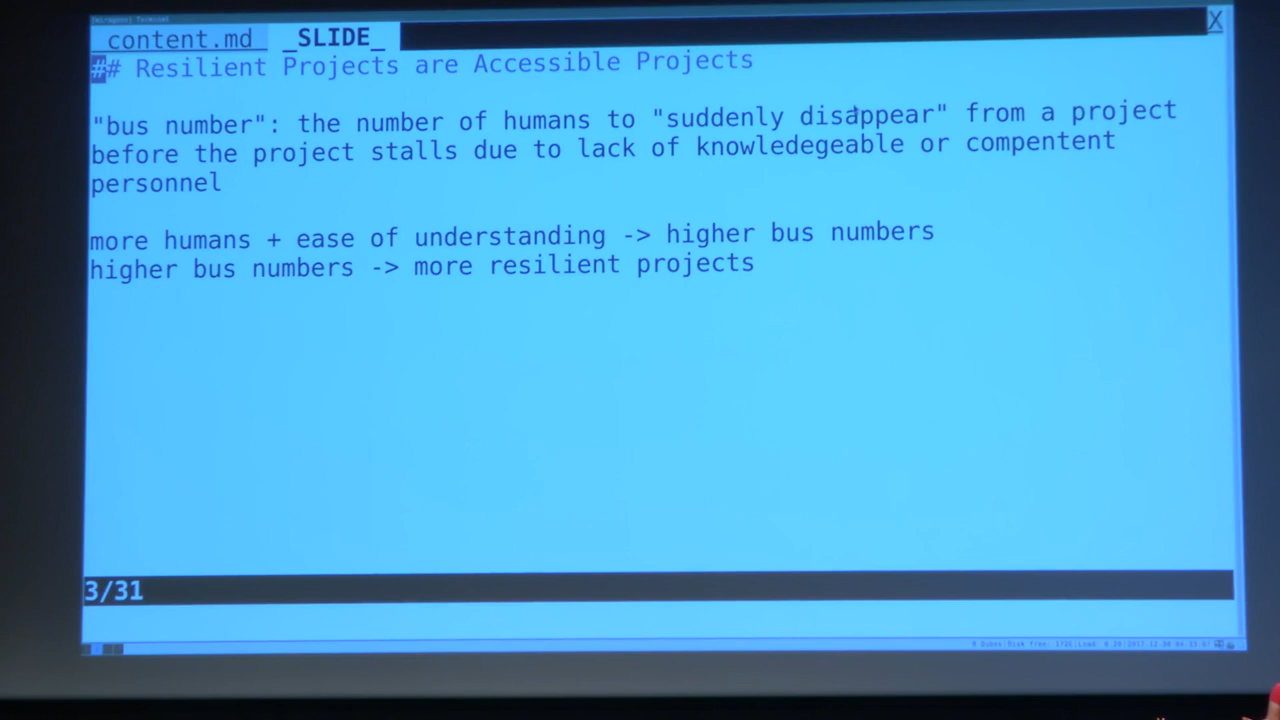 content.md _SLIDE_ X
## Resilient Projects are Accessible Projects
"bus number": the number of humans to "suddenly disappear" from a project
before the project stalls due to lack of knowledegeable or compentent
personnel
more humans + ease of understanding -> higher bus numbers
higher bus numbers -> more resilient projects
3/31